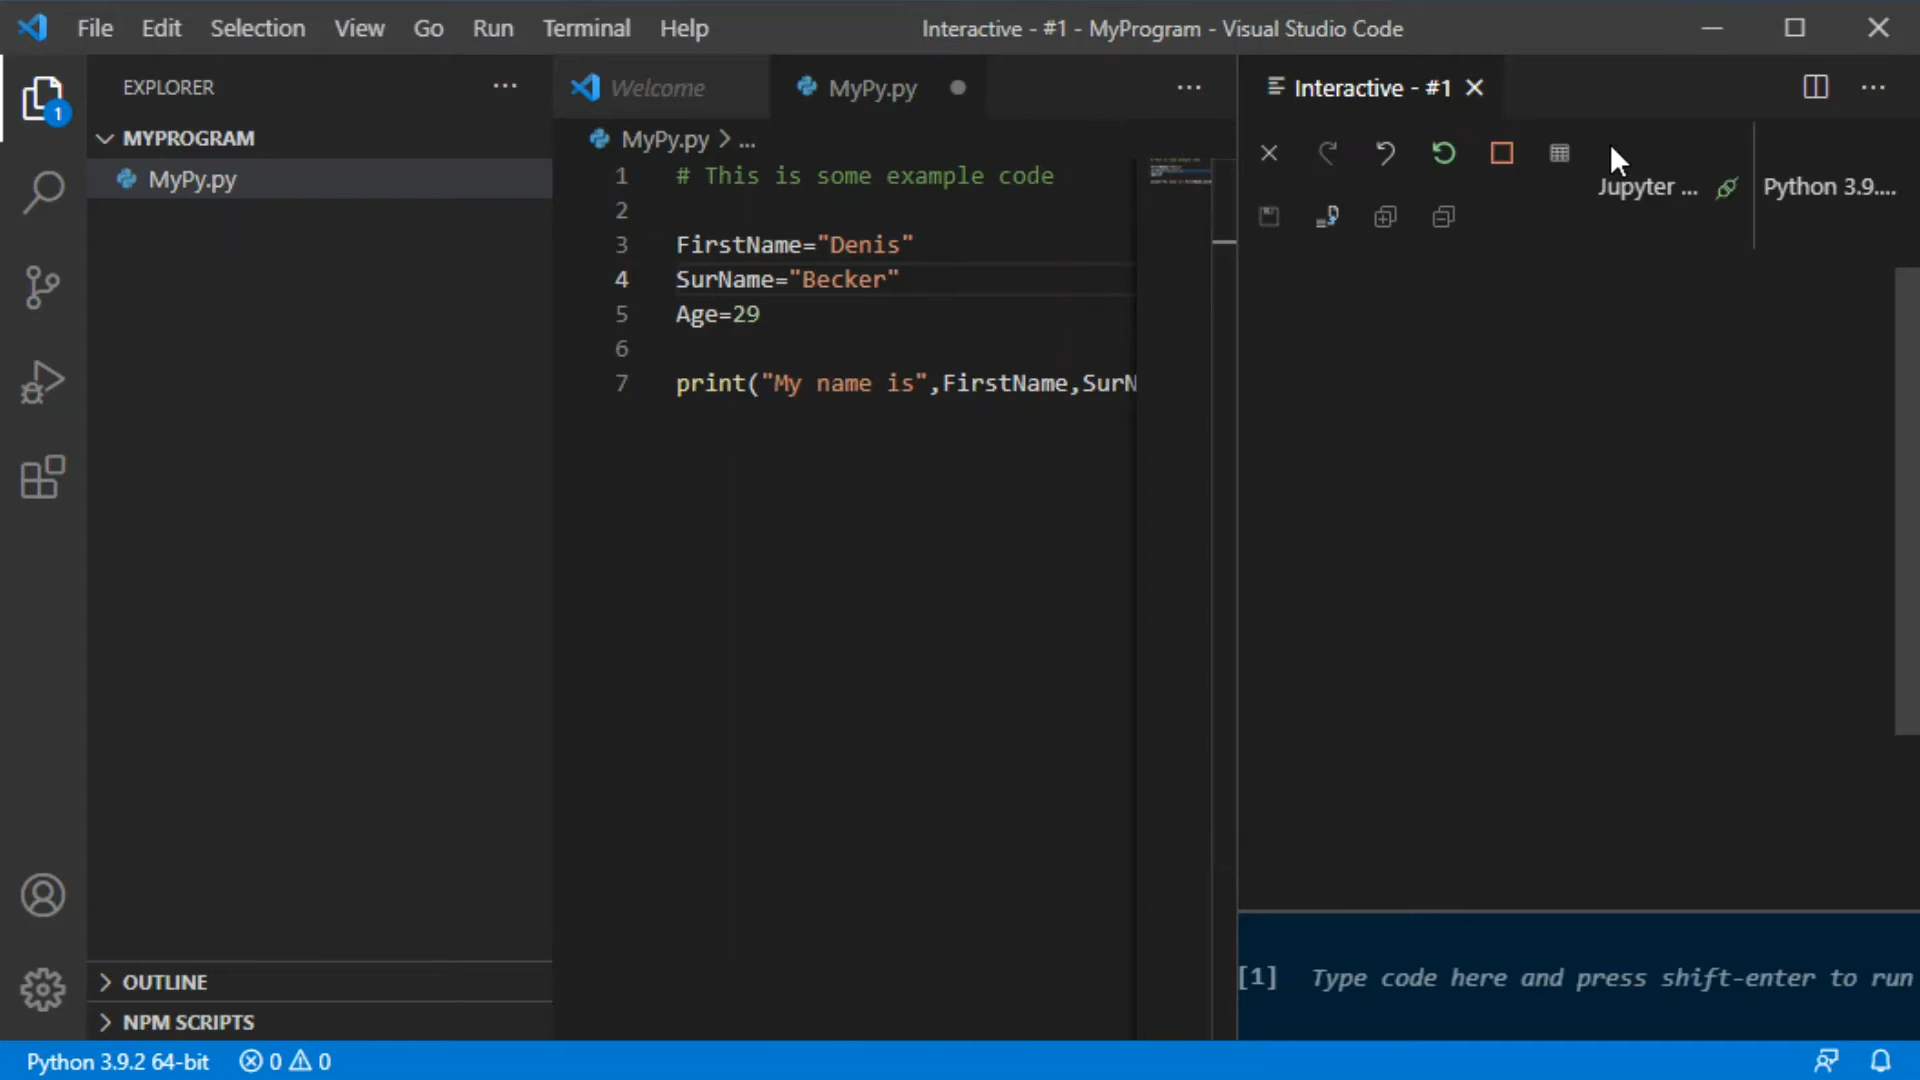 File Edit Selection View Go Run Terminal Help Interactive - #1 - MyProgram - Visual Studio Code
EXPLORER
MYPROGRAM
MyPy.py
OUTLINE
NPM SCRIPTS
Welcome MyPy.py
MyPy.py > ...
1 # This is some example code
2
3 FirstName="Denis"
4 SurName="Becker"
5 Age=29
6
7 print("My name is",FirstName,SurN
Interactive - #1
Jupyter ... Python 3.9....
[1] Type code here and press shift-enter to run
1
Python 3.9.2 64-bit 0 0